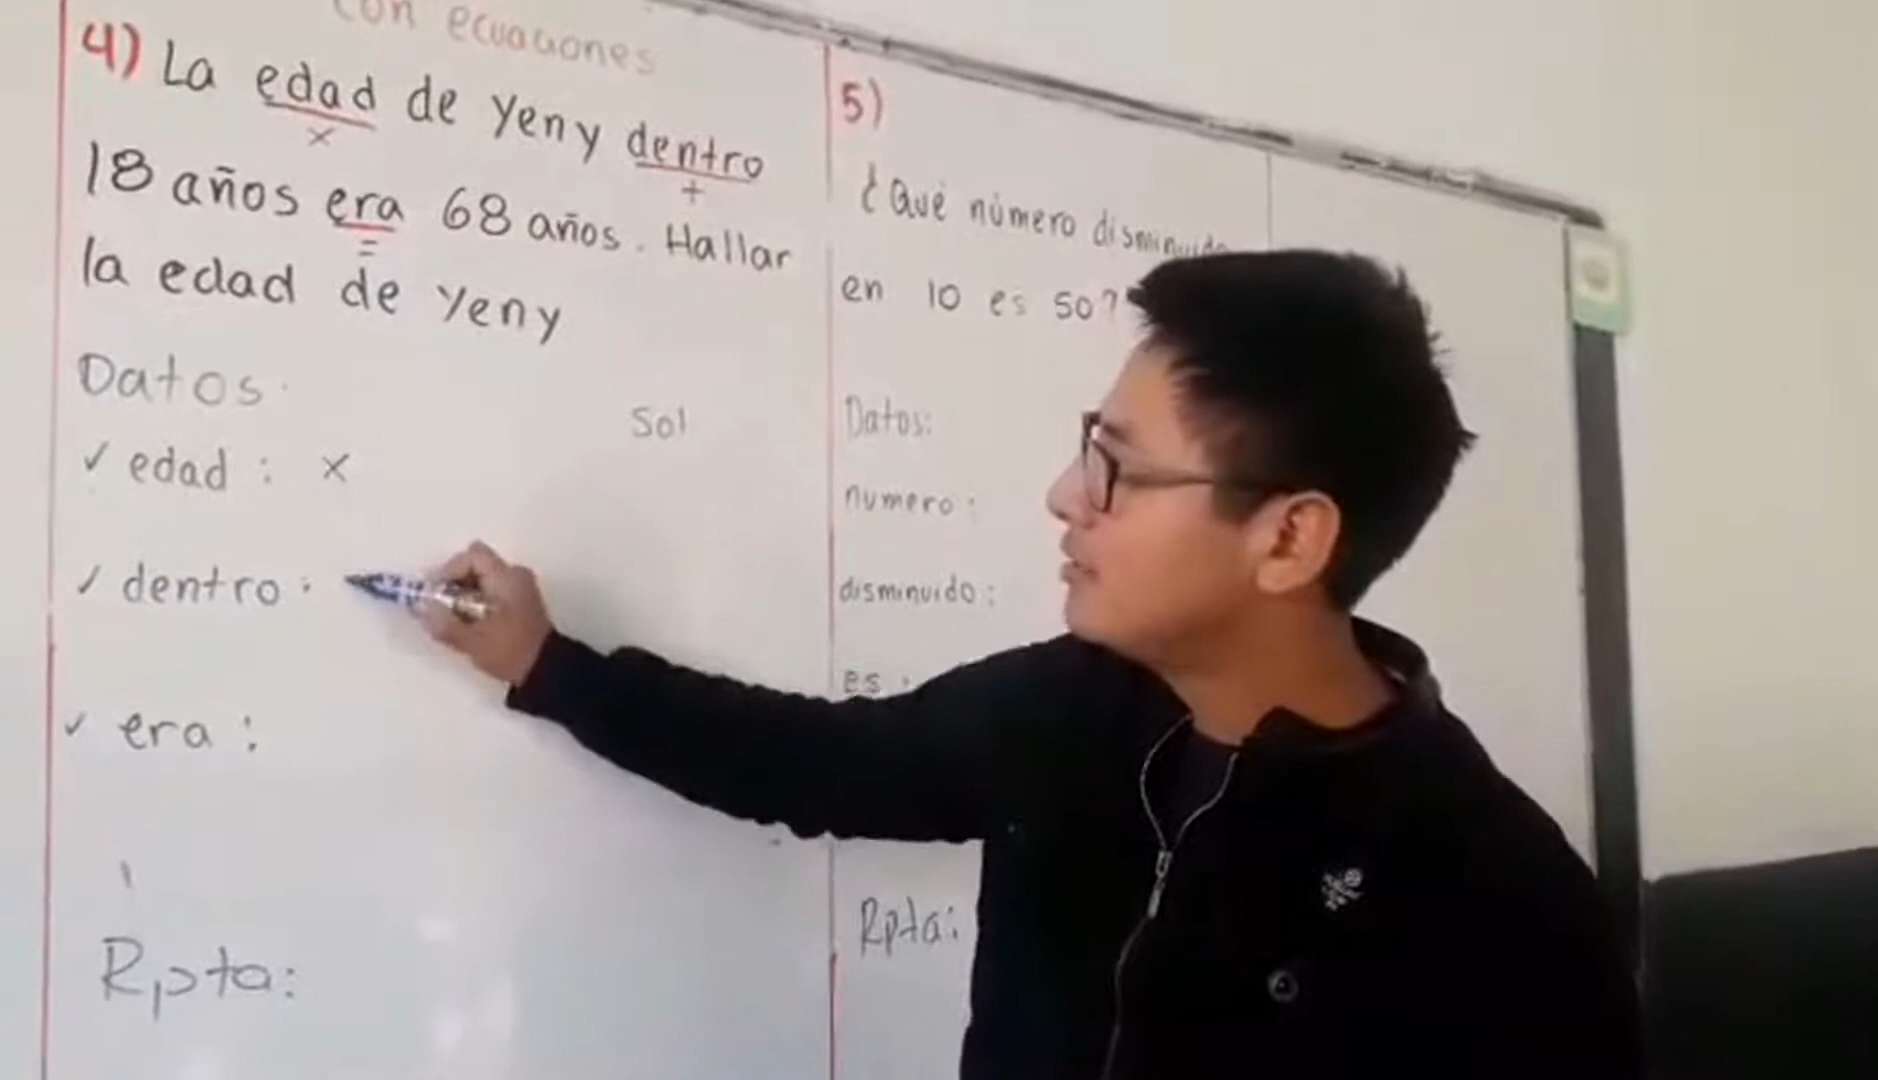 con ecuaciones
4) La edad de Yeny dentro
x +
18 años era 68 años. Hallar
=
la edad de Yeny
Datos:
Sol
✓ edad : x
✓ dentro :
✓ era :
Rpta:
5)
¿Qué número disminuido
en 10 es 50?
Datos:
numero :
disminuido :
es :
Rpta: